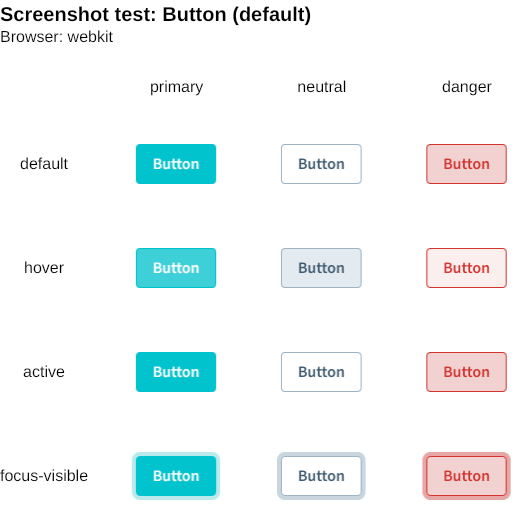 Screenshot test: Button (default)
Browser: webkit
primary neutral danger
default Button Button Button
hover Button Button Button
active Button Button Button
focus-visible Button Button Button